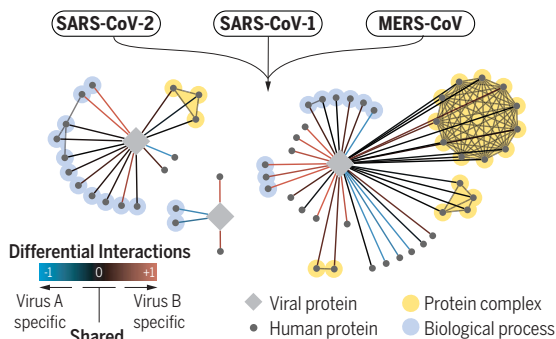 SARS-CoV-2 SARS-CoV-1 MERS-CoV
Differential Interactions
-1 0 +1
Virus A specific
Virus B specific
Shared
Viral protein
Human protein
Protein complex
Biological process